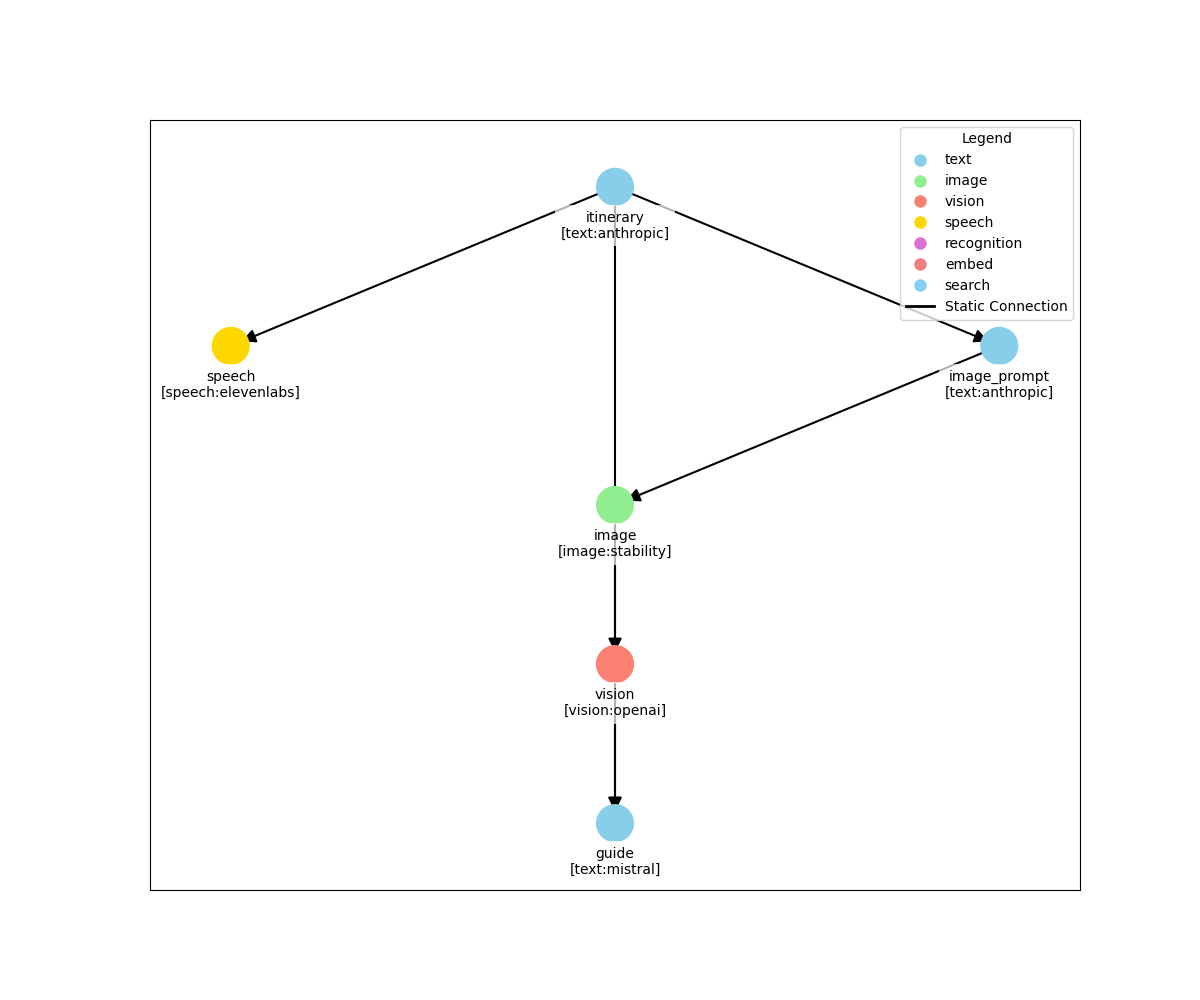 Legend
text
image
vision
speech
recognition
embed
search
Static Connection
itinerary
[text:anthropic]
speech
[speech:elevenlabs]
image_prompt
[text:anthropic]
image
[image:stability]
vision
[vision:openai]
guide
[text:mistral]